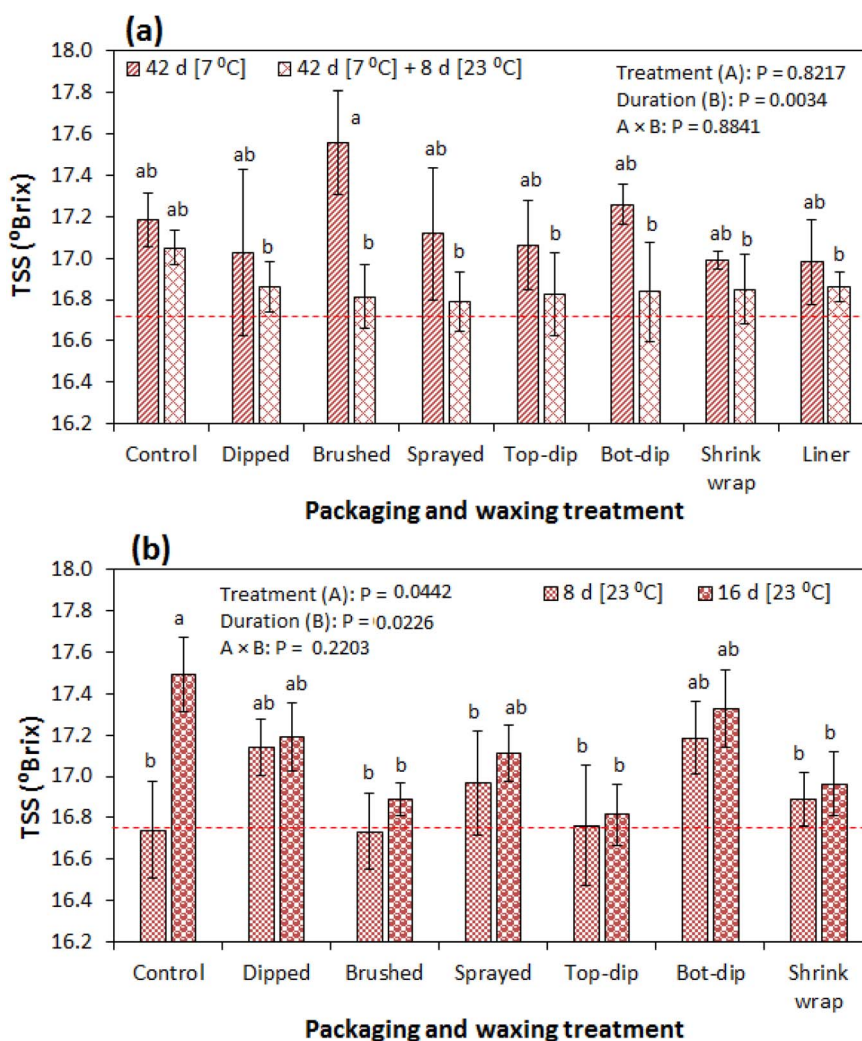 (a)
18.0
17.8
17.6
17.4
17.2
17.0
16.8
16.6
16.4
16.2
TSS (⁰Brix)
42 d [7 ⁰C] 42 d [7 ⁰C] + 8 d [23 ⁰C]
Treatment (A): P = 0.8217
Duration (B): P = 0.0034
A × B: P = 0.8841
ab ab ab b a b ab b ab b ab b ab b ab b
Control Dipped Brushed Sprayed Top-dip Bot-dip Shrink wrap Liner
Packaging and waxing treatment
(b)
18.0
17.8
17.6
17.4
17.2
17.0
16.8
16.6
16.4
16.2
TSS (⁰Brix)
Treatment (A): P = 0.0442
Duration (B): P = 0.0226
A × B: P = 0.2203
8 d [23 ⁰C] 16 d [23 ⁰C]
b a ab ab b b b ab b b ab ab b b
Control Dipped Brushed Sprayed Top-dip Bot-dip Shrink wrap
Packaging and waxing treatment